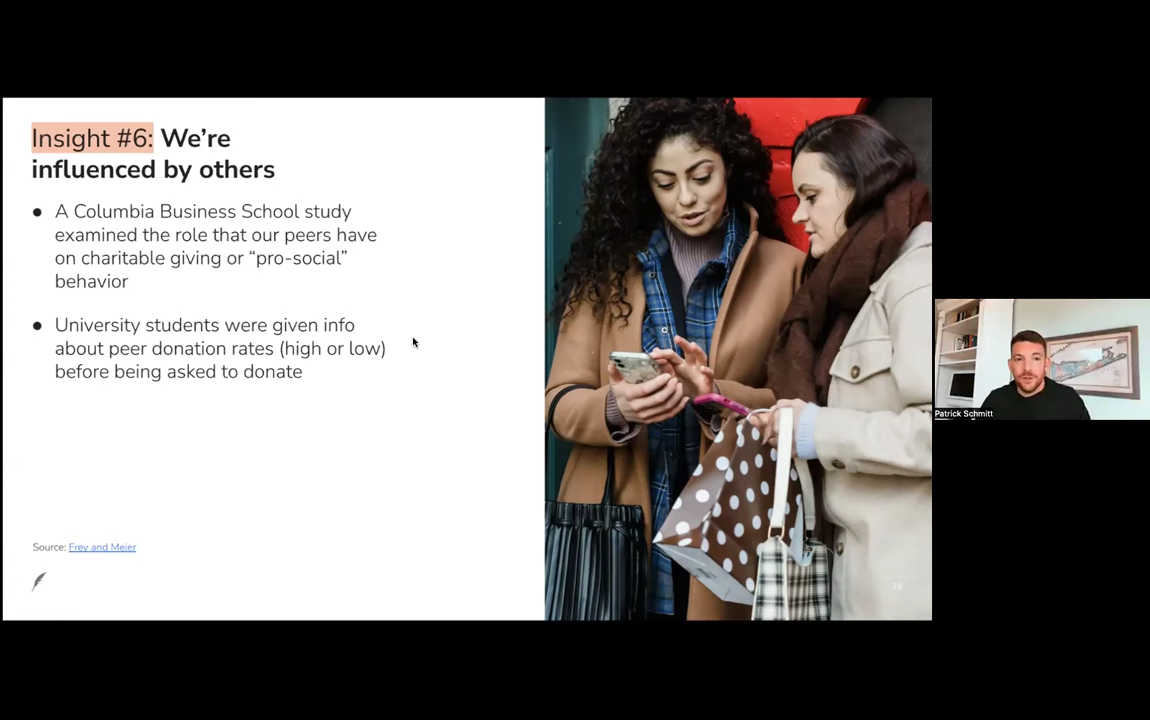 Insight #6: We're
influenced by others
● A Columbia Business School study
examined the role that our peers have
on charitable giving or “pro-social”
behavior
● University students were given info
about peer donation rates (high or low)
before being asked to donate
Source: Frey and Meier
33
Patrick Schmitt